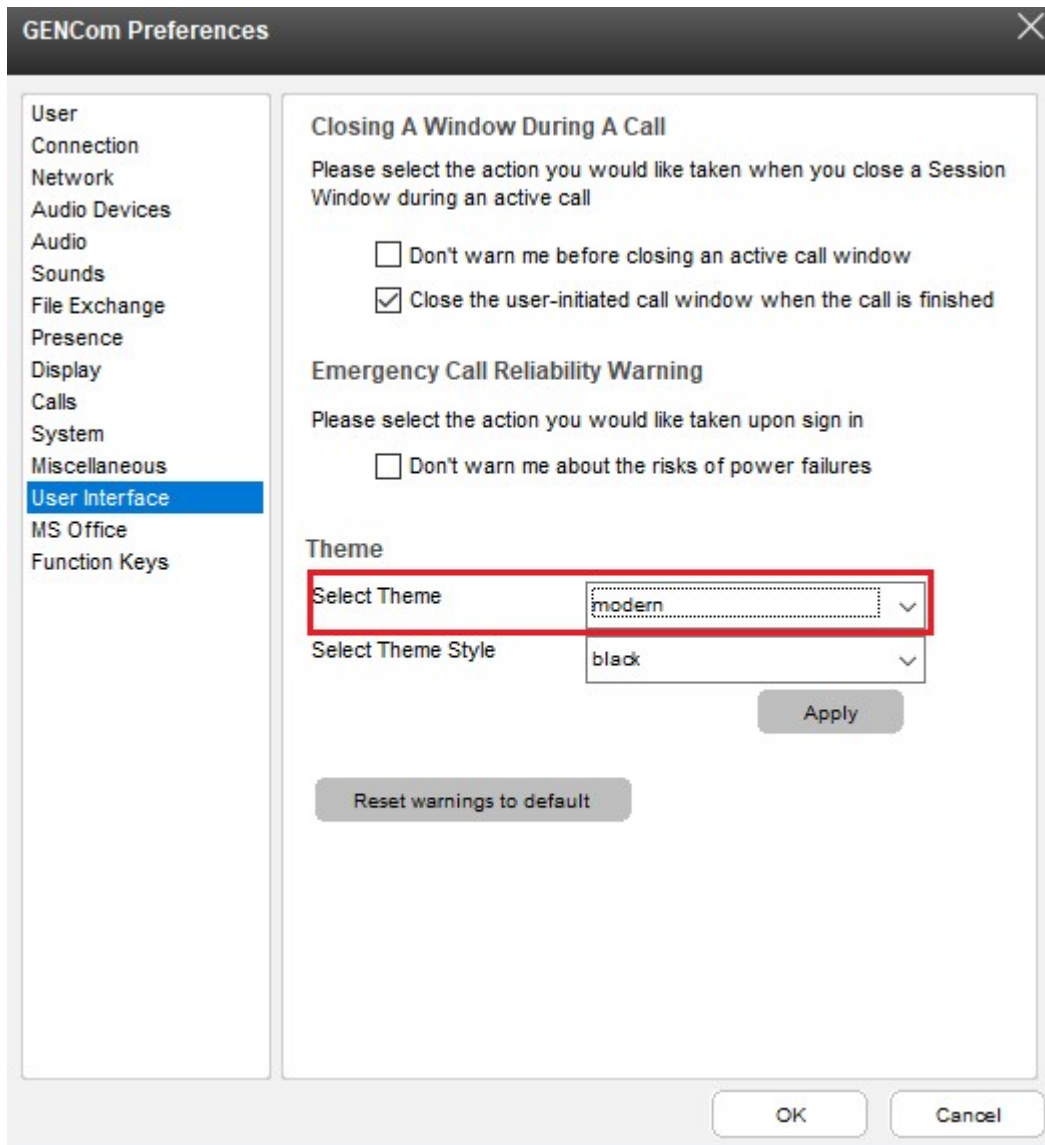 GENCom Preferences
User
Connection
Network
Audio Devices
Audio
Sounds
File Exchange
Presence
Display
Calls
System
Miscellaneous
User Interface
MS Office
Function Keys
Closing A Window During A Call
Please select the action you would like taken when you close a Session
Window during an active call
Don't warn me before closing an active call window
Close the user-initiated call window when the call is finished
Emergency Call Reliability Warning
Please select the action you would like taken upon sign in
Don't warn me about the risks of power failures
Theme
Select Theme
modern
Select Theme Style
black
Apply
Reset warnings to default
OK
Cancel